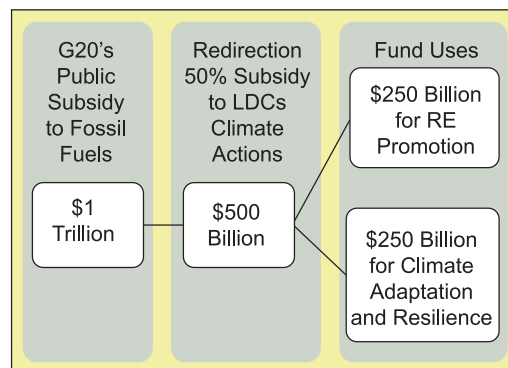 G20's
Public
Subsidy
to Fossil
Fuels
$1
Trillion
Redirection
50% Subsidy
to LDCs
Climate
Actions
$500
Billion
Fund Uses
$250 Billion
for RE
Promotion
$250 Billion
for Climate
Adaptation
and Resilience